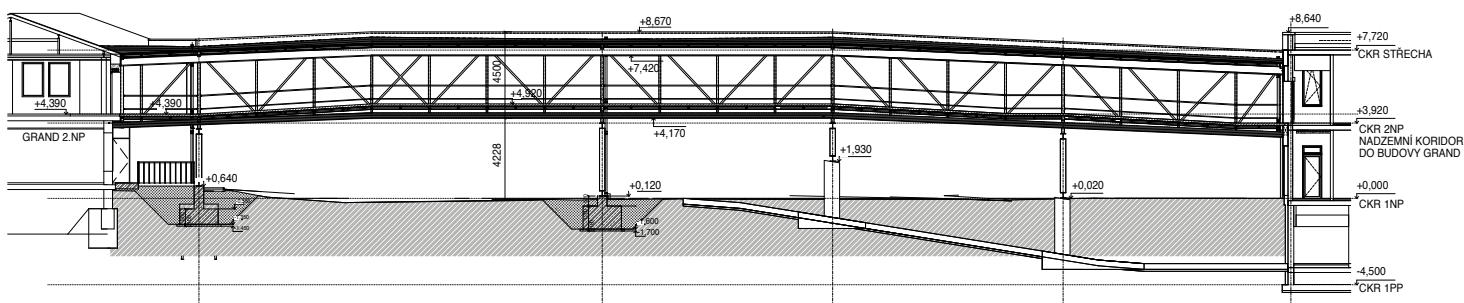 +8,670
+8,640
+7,720
CKR STŘECHA
+7,420
4500
+4,920
+4,390
+4,390
+3,920
CKR 2NP
NADZEMNÍ KORIDOR
DO BUDOVY GRAND
GRAND 2.NP
+4,170
4228
+1,930
+0,640
+0,120
+0,020
+0,000
CKR 1NP
-1,450
-1,700
-4,500
CKR 1PP